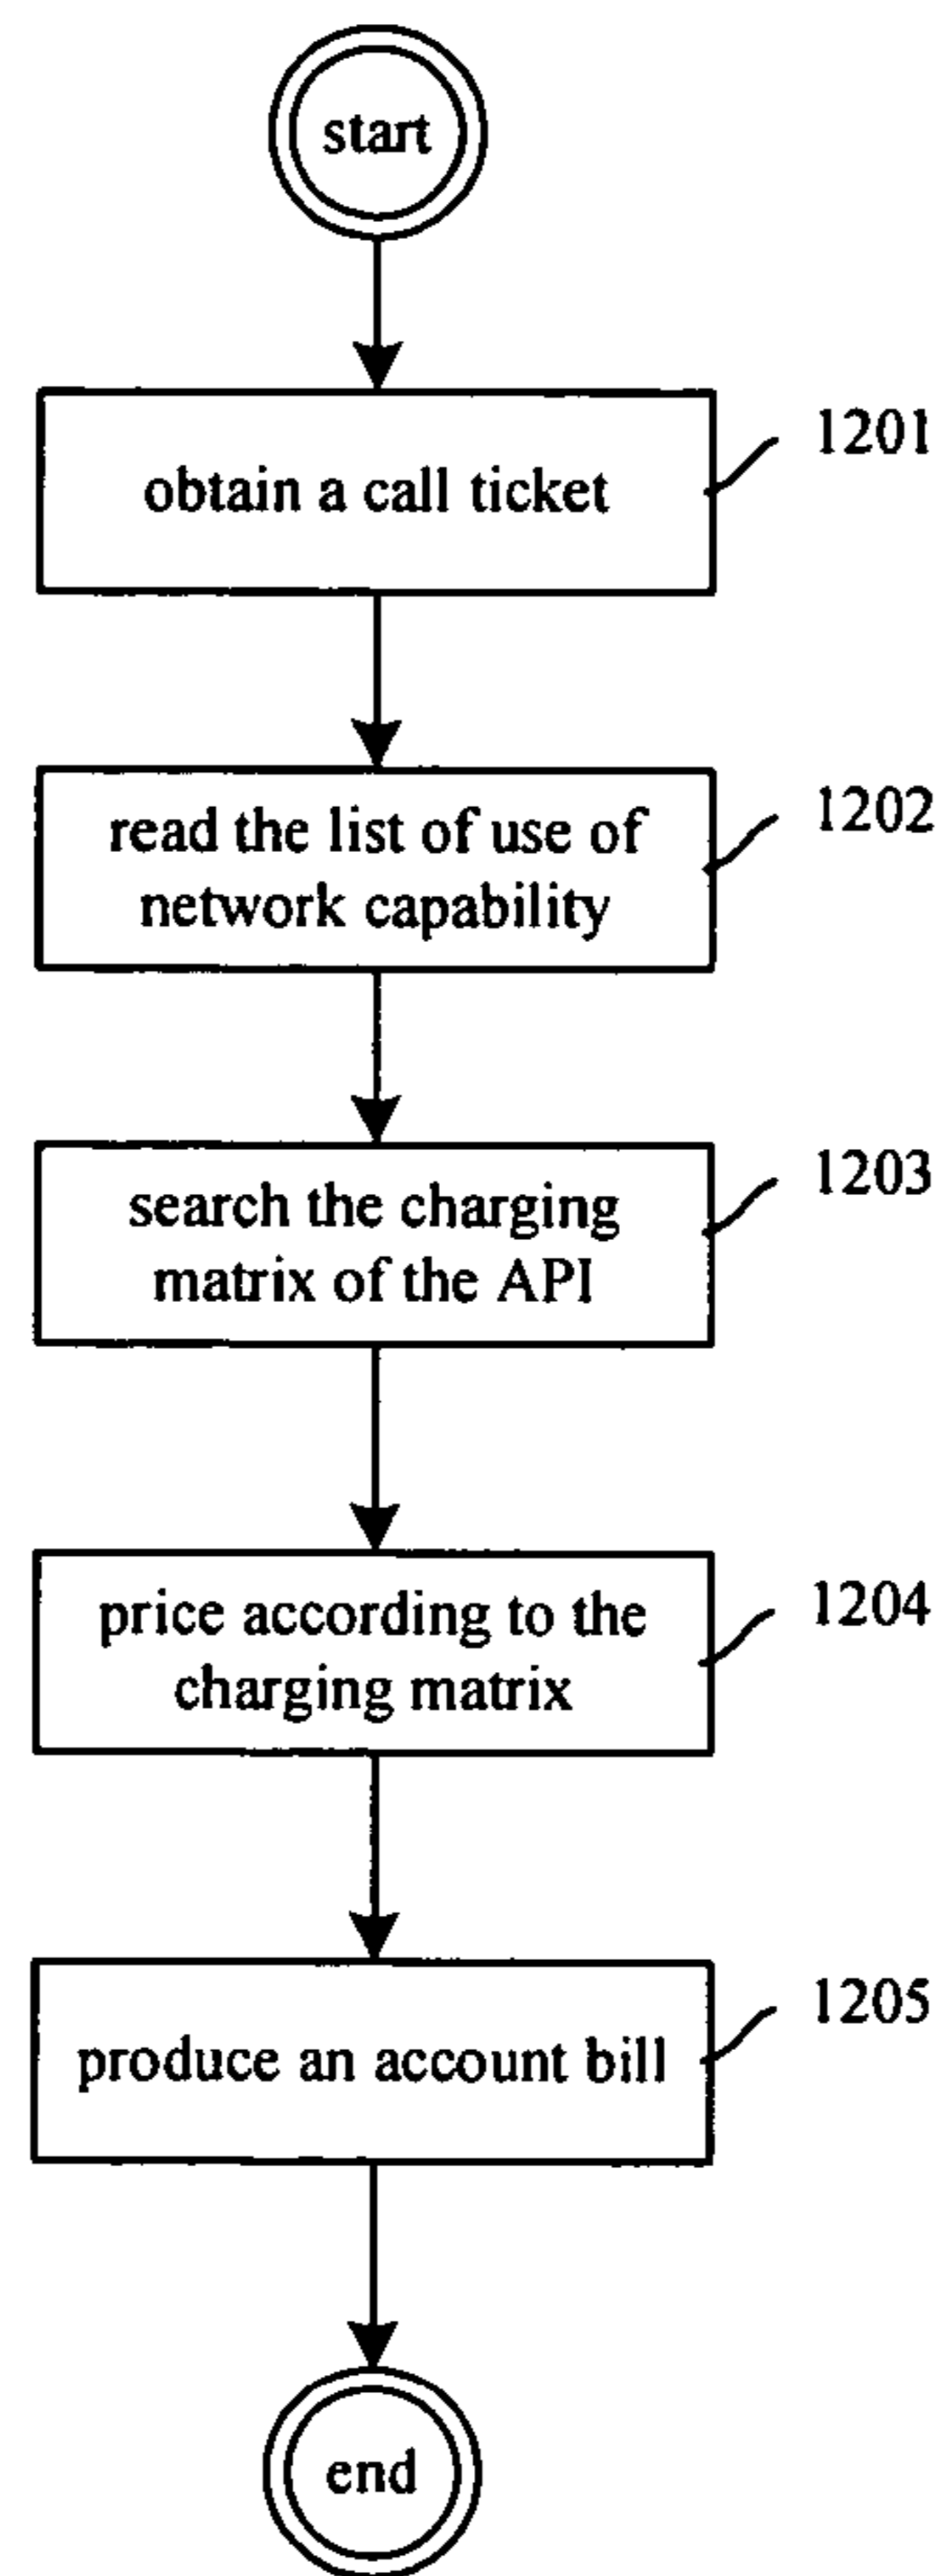 start
obtain a call ticket
1201
read the list of use of
network capability
1202
search the charging
matrix of the API
1203
price according to the
charging matrix
1204
produce an account bill
1205
end